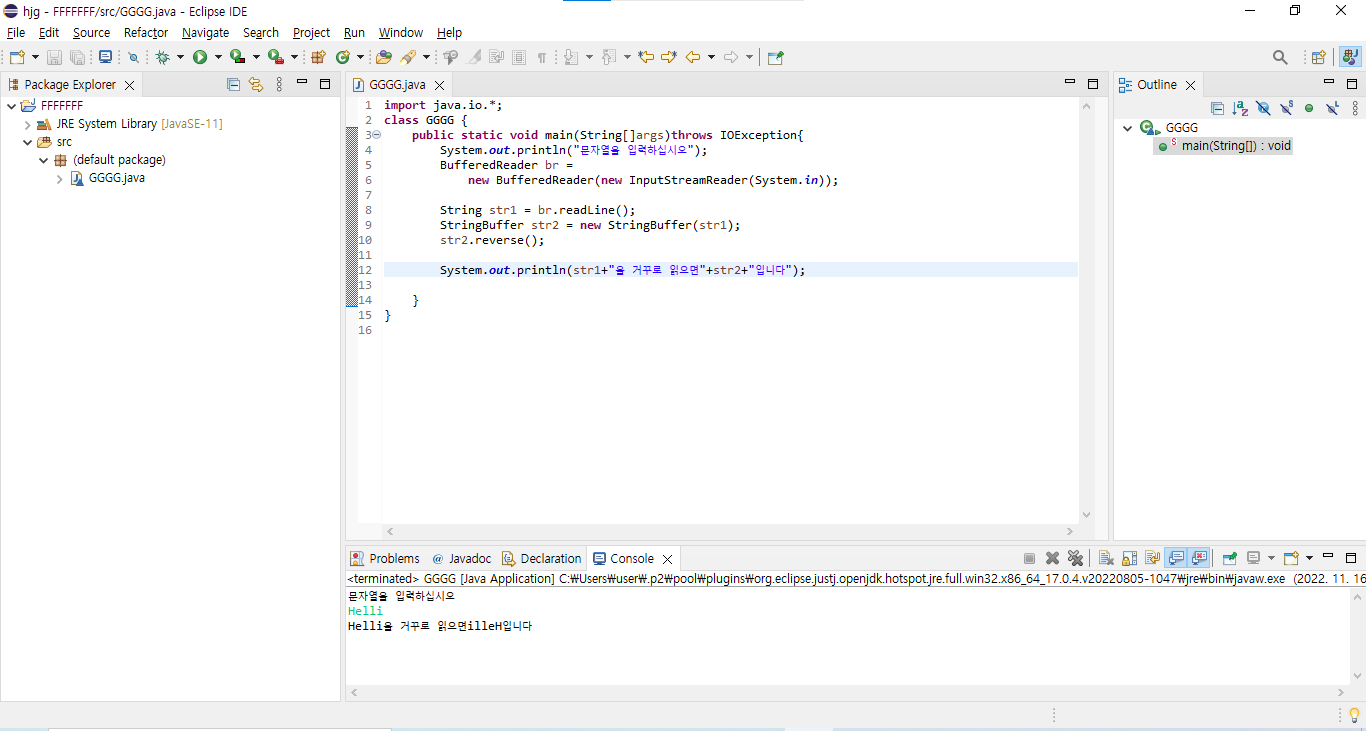 hjg - FFFFFFF/src/GGGG.java - Eclipse IDE
File Edit Source Refactor Navigate Search Project Run Window Help
Package Explorer
FFFFFFF
JRE System Library [JavaSE-11]
src
(default package)
GGGG.java
GGGG.java
1 import java.io.*;
2 class GGGG {
3 public static void main(String[]args)throws IOException{
4 System.out.println("문자열을 입력하십시오");
5 BufferedReader br =
6 new BufferedReader(new InputStreamReader(System.in));
7
8 String str1 = br.readLine();
9 StringBuffer str2 = new StringBuffer(str1);
10 str2.reverse();
11
12 System.out.println(str1+"을 거꾸로 읽으면"+str2+"입니다");
13
14 }
15 }
16
Outline
GGGG
main(String[]) : void
Problems @ Javadoc Declaration Console
<terminated> GGGG [Java Application] C:₩Users₩user₩.p2₩pool₩plugins₩org.eclipse.justj.openjdk.hotspot.jre.full.win32.x86_64_17.0.4.v20220805-1047₩jre₩bin₩javaw.exe (2022. 11. 16
문자열을 입력하십시오
Helli
Helli을 거꾸로 읽으면illeH입니다